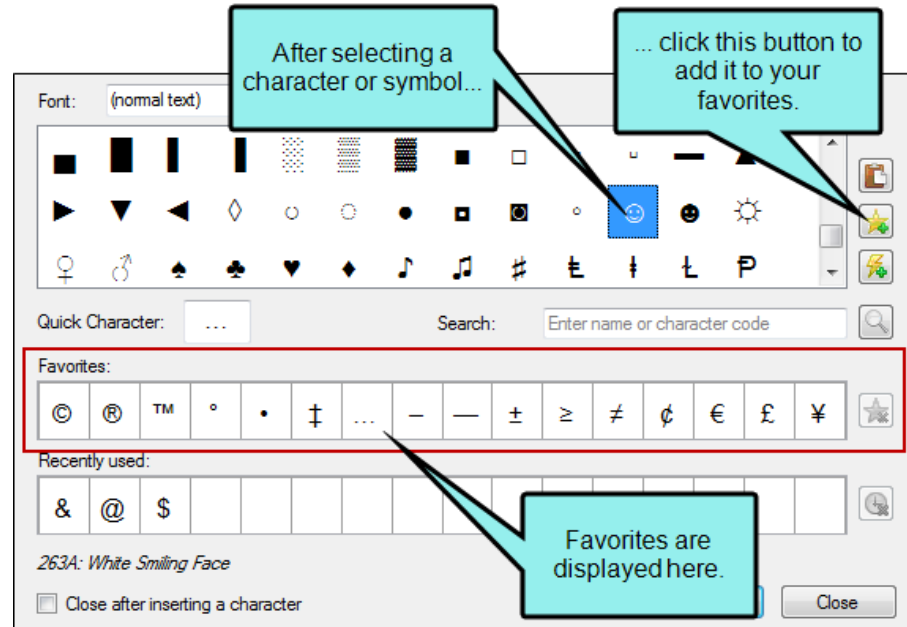 After selecting a
character or symbol...
... click this button to
add it to your
favorites.
Font:
(normal text)
Quick Character:
...
Search:
Enter name or character code
Favorites:
© ® ™ ° • ‡ … – — ± ≥ ≠ ¢ € £ ¥
Recently used:
& @ $
Favorites are
displayed here.
263A: White Smiling Face
Close after inserting a character
Close